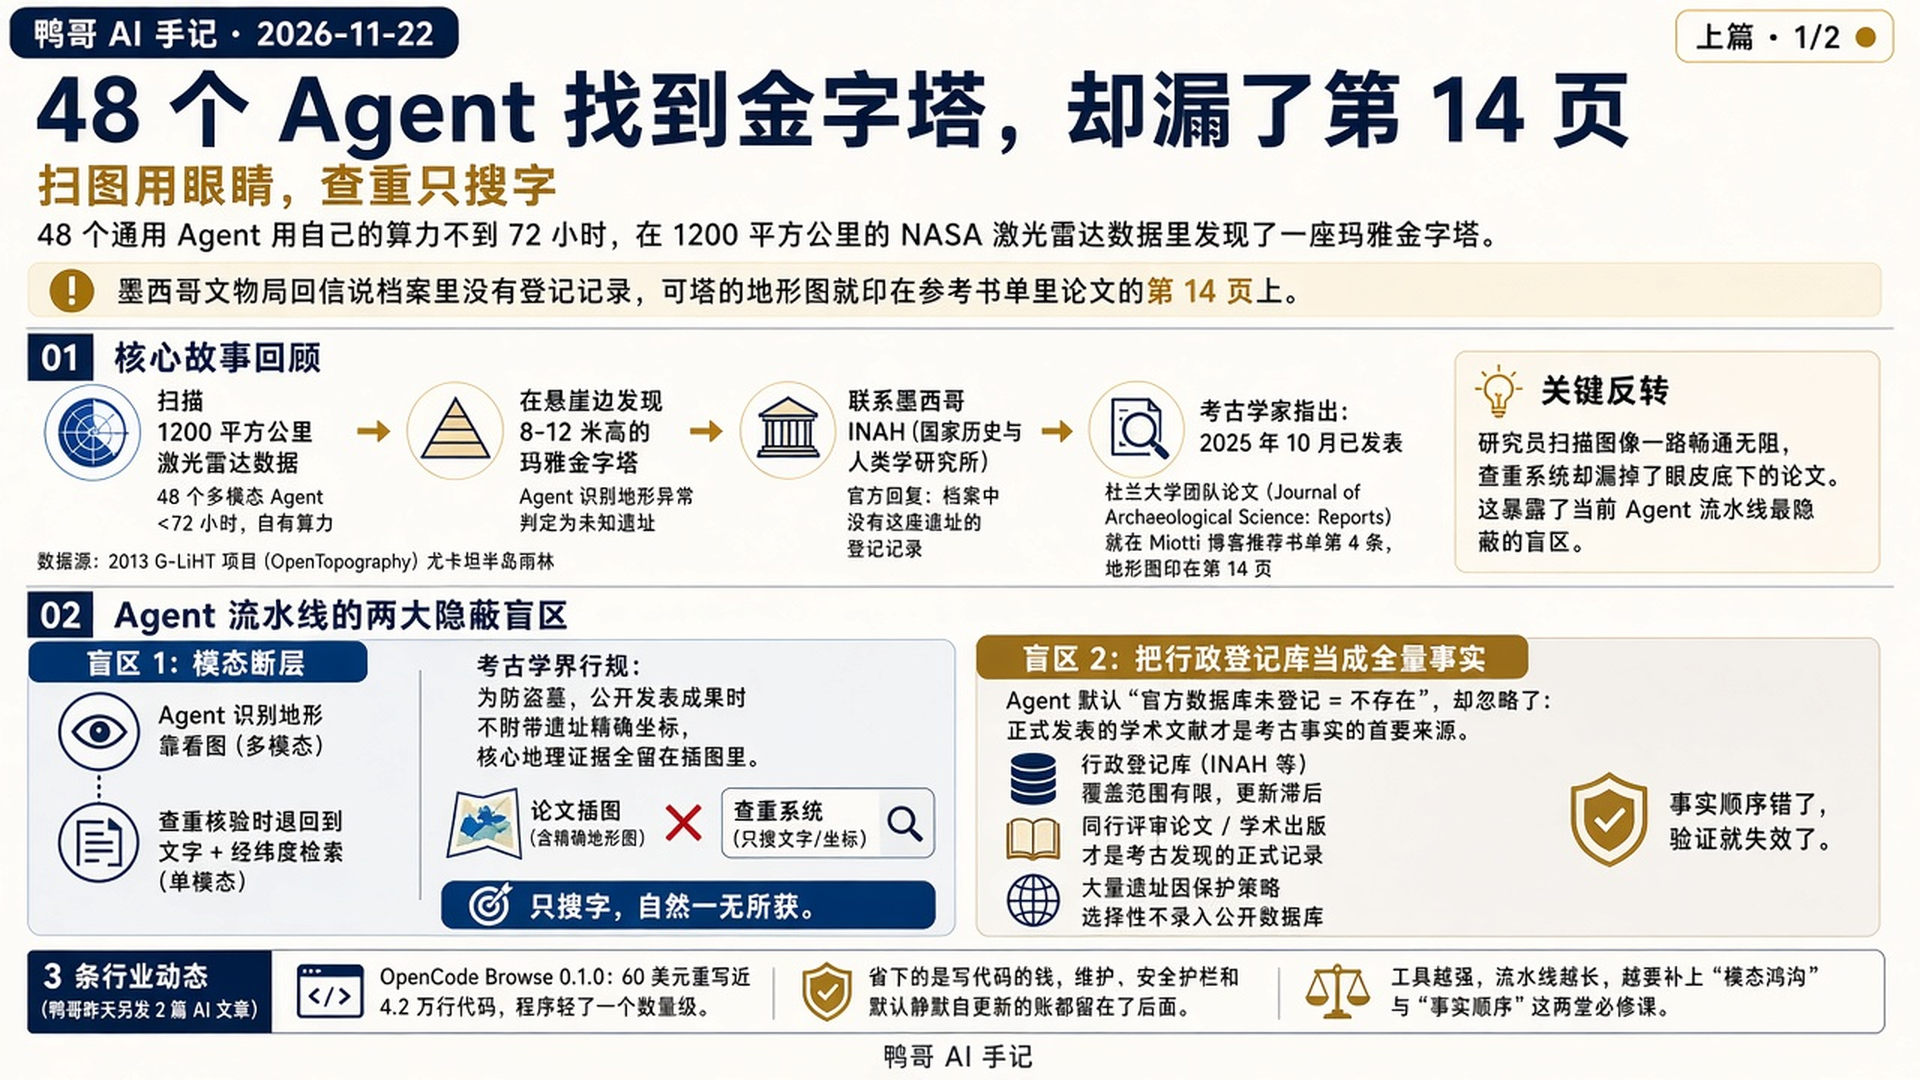 鸭哥 AI 手记 · 2026-11-22
上篇 · 1/2
48 个 Agent 找到金字塔，却漏了第 14 页
扫图用眼睛，查重只搜字
48 个通用 Agent 用自己的算力不到 72 小时，在 1200 平方公里的 NASA 激光雷达数据里发现了一座玛雅金字塔。
墨西哥文物局回信说档案里没有登记记录，可塔的地形图就印在参考书单里论文的第 14 页上。
01 核心故事回顾
扫描
1200 平方公里
激光雷达数据
48 个多模态 Agent
<72 小时，自有算力
在悬崖边发现
8-12 米高的
玛雅金字塔
Agent 识别地形异常
判定为未知遗址
联系墨西哥
INAH（国家历史与
人类学研究所）
官方回复：档案中
没有这座遗址的
登记记录
考古学家指出：
2025 年 10 月已发表
杜兰大学团队论文 (Journal of
Archaeological Science: Reports)
就在 Miotti 博客推荐书单第 4 条，
地形图印在第 14 页
数据源：2013 G-LiHT 项目 (OpenTopography) 尤卡坦半岛雨林
关键反转
研究员扫描图像一路畅通无阻，
查重系统却漏掉了眼皮底下的论文。
这暴露了当前 Agent 流水线最隐
蔽的盲区。
02 Agent 流水线的两大隐蔽盲区
盲区 1：模态断层
Agent 识别地形
靠看图（多模态）
查重核验时退回到
文字 + 经纬度检索
（单模态）
考古学界行规：
为防盗墓，公开发表成果时
不附带遗址精确坐标，
核心地理证据全留在插图里。
论文插图
（含精确地形图）
查重系统
（只搜文字/坐标）
只搜字，自然一无所获。
盲区 2：把行政登记库当成全量事实
Agent 默认 “官方数据库未登记 = 不存在”，却忽略了：
正式发表的学术文献才是考古事实的首要来源。
行政登记库（INAH 等）
覆盖范围有限，更新滞后
同行评审论文 / 学术出版
才是考古发现的正式记录
大量遗址因保护策略
选择性不录入公开数据库
事实顺序错了，
验证就失效了。
3 条行业动态
（鸭哥昨天另发 2 篇 AI 文章）
OpenCode Browse 0.1.0：60 美元重写近
4.2 万行代码，程序轻了一个数量级。
省下的是写代码的钱，维护、安全护栏和
默认静默自更新的账都留在了后面。
工具越强，流水线越长，越要补上 “模态鸿沟”
与 “事实顺序” 这两堂必修课。
鸭哥 AI 手记